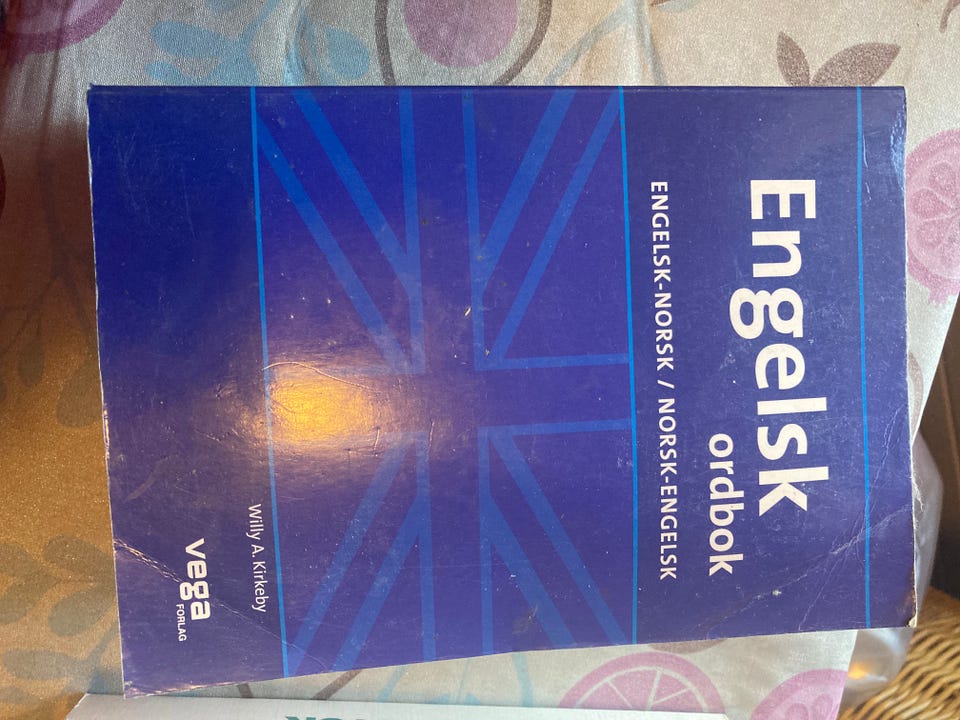 Engelsk
ordbok
ENGELSK-NORSK / NORSK-ENGELSK
Willy A. Kirkeby
vega
FORLAG